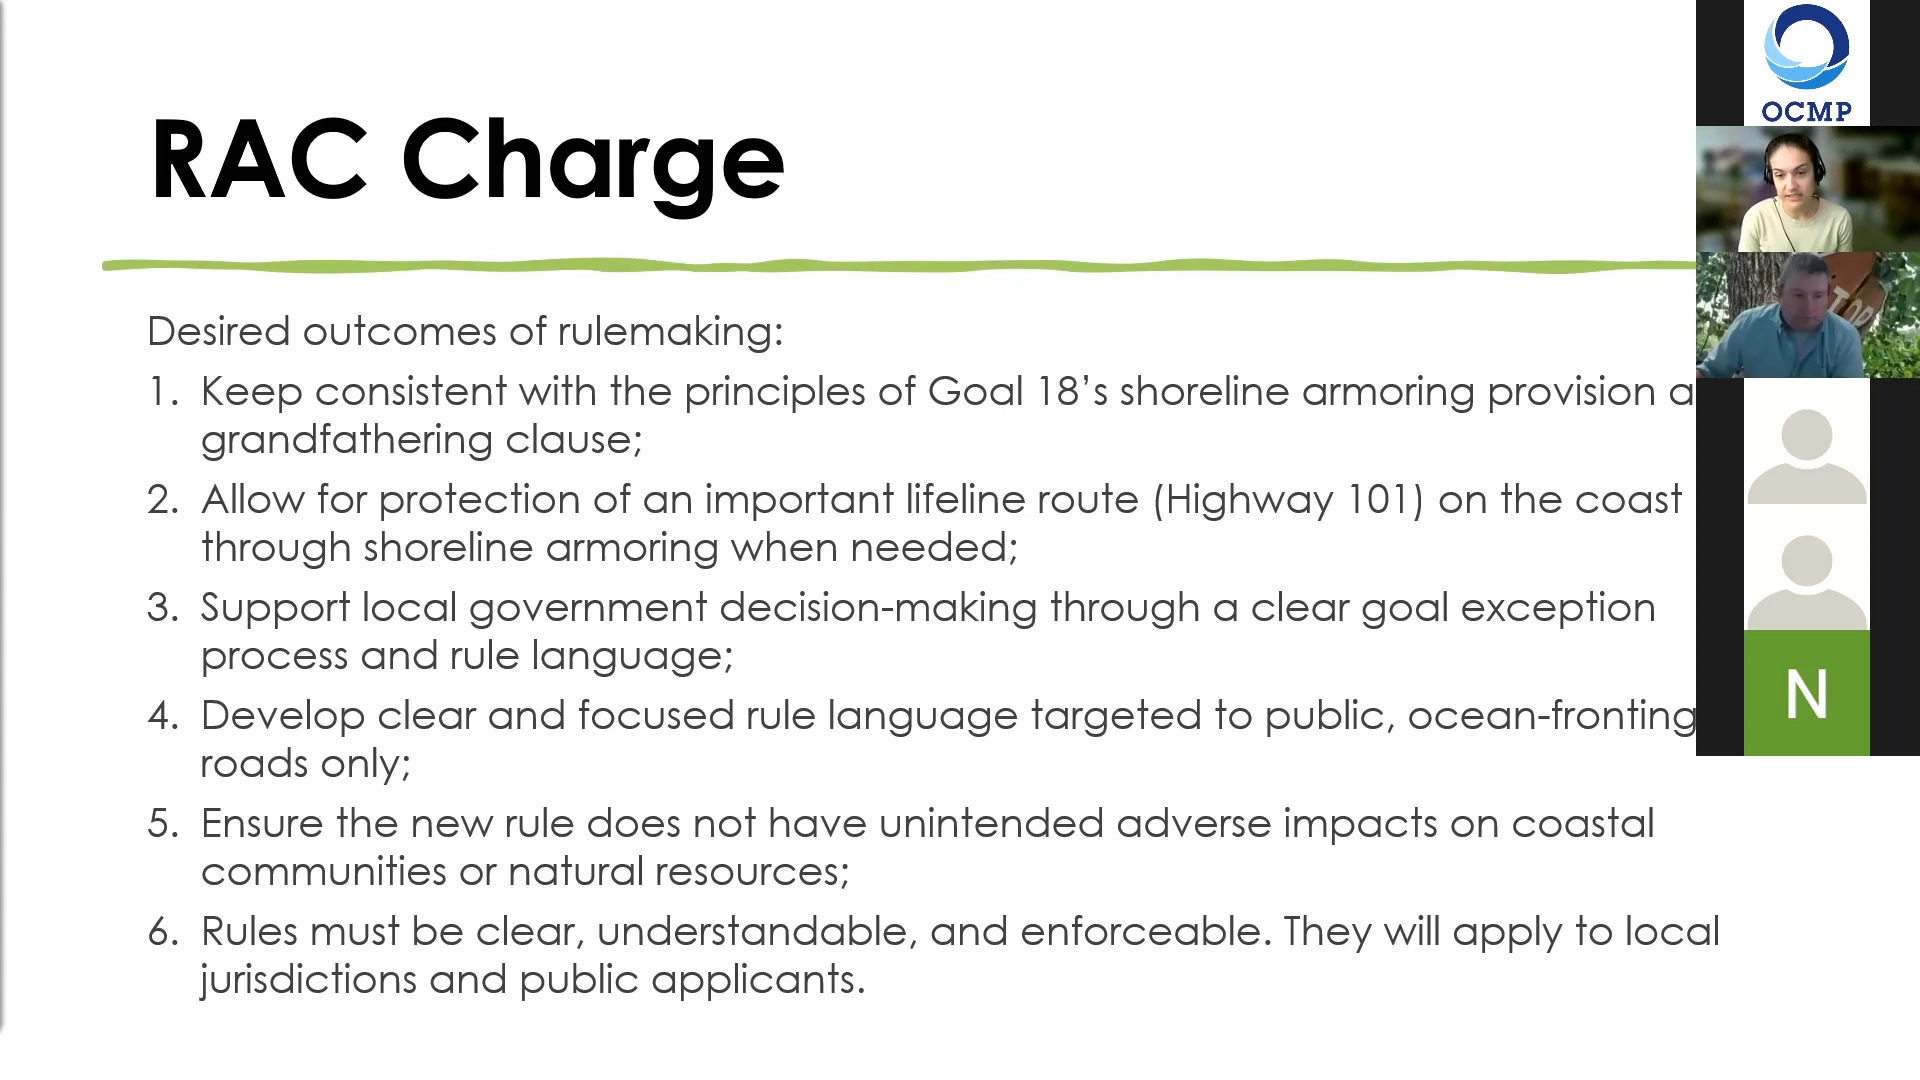 RAC Charge
Desired outcomes of rulemaking:
1. Keep consistent with the principles of Goal 18’s shoreline armoring provision a
grandfathering clause;
2. Allow for protection of an important lifeline route (Highway 101) on the coast
through shoreline armoring when needed;
3. Support local government decision-making through a clear goal exception
process and rule language;
4. Develop clear and focused rule language targeted to public, ocean-fronting
roads only;
5. Ensure the new rule does not have unintended adverse impacts on coastal
communities or natural resources;
6. Rules must be clear, understandable, and enforceable. They will apply to local
jurisdictions and public applicants.
OCMP
TOP
N